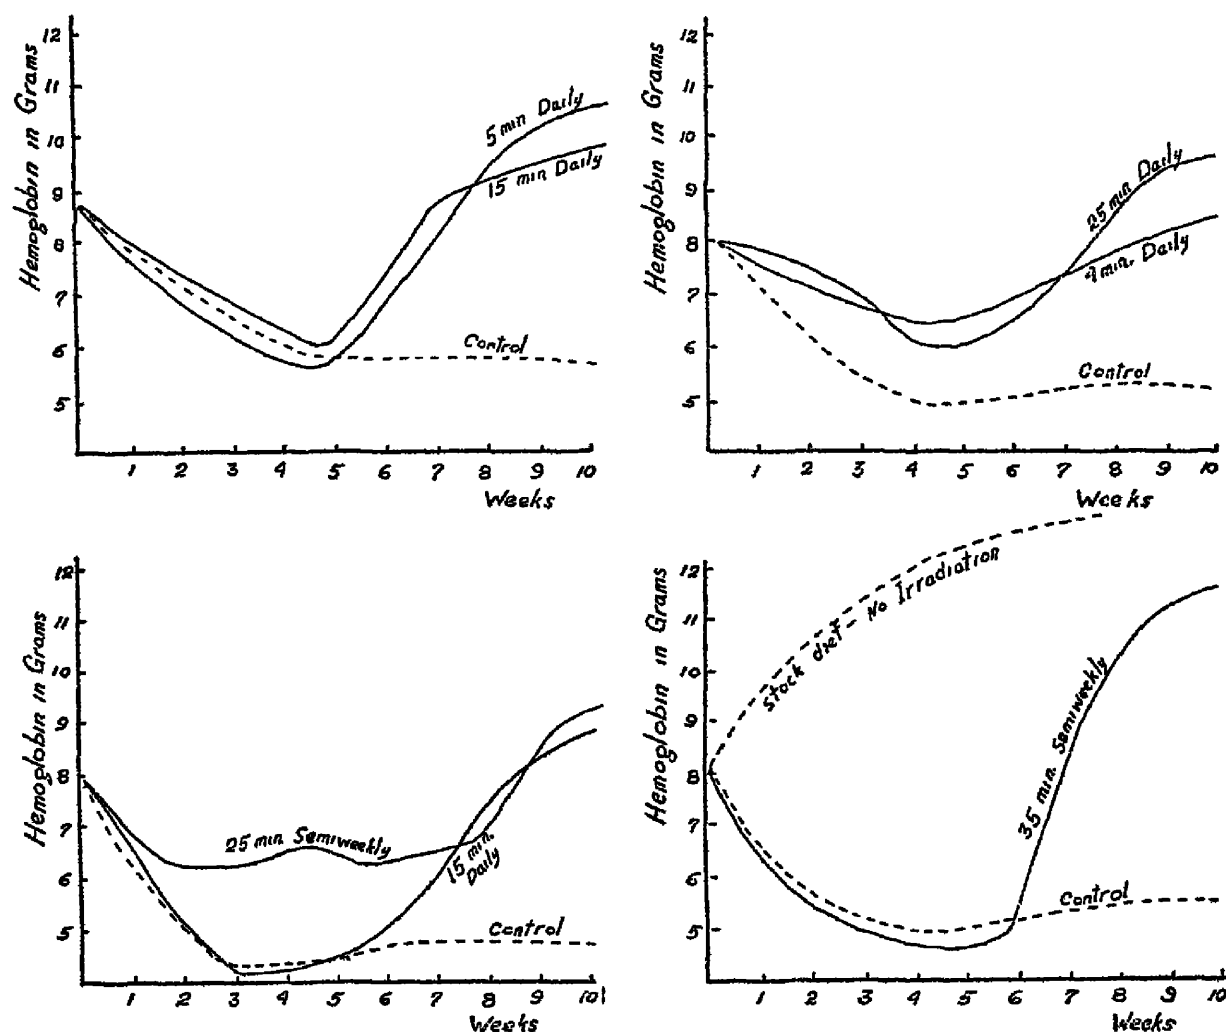 Hemoglobin in Grams
12
11
10
9
8
7
6
5
5 min Daily
15 min Daily
Control
1 2 3 4 5 6 7 8 9 10
Weeks
Hemoglobin in Grams
12
11
10
9
8
7
6
5
25 min Daily
min. Daily
Control
1 2 3 4 5 6 7 8 9 10
Weeks
Hemoglobin in Grams
12
11
10
9
8
7
6
5
25 min Semiweekly
15 min.
Daily
Control
1 2 3 4 5 6 7 8 9 10
Weeks
Hemoglobin in Grams
12
11
10
9
8
7
6
5
Stock diet - No Irradiation
35 min. Semiweekly
Control
1 2 3 4 5 6 7 8 9 10
Weeks